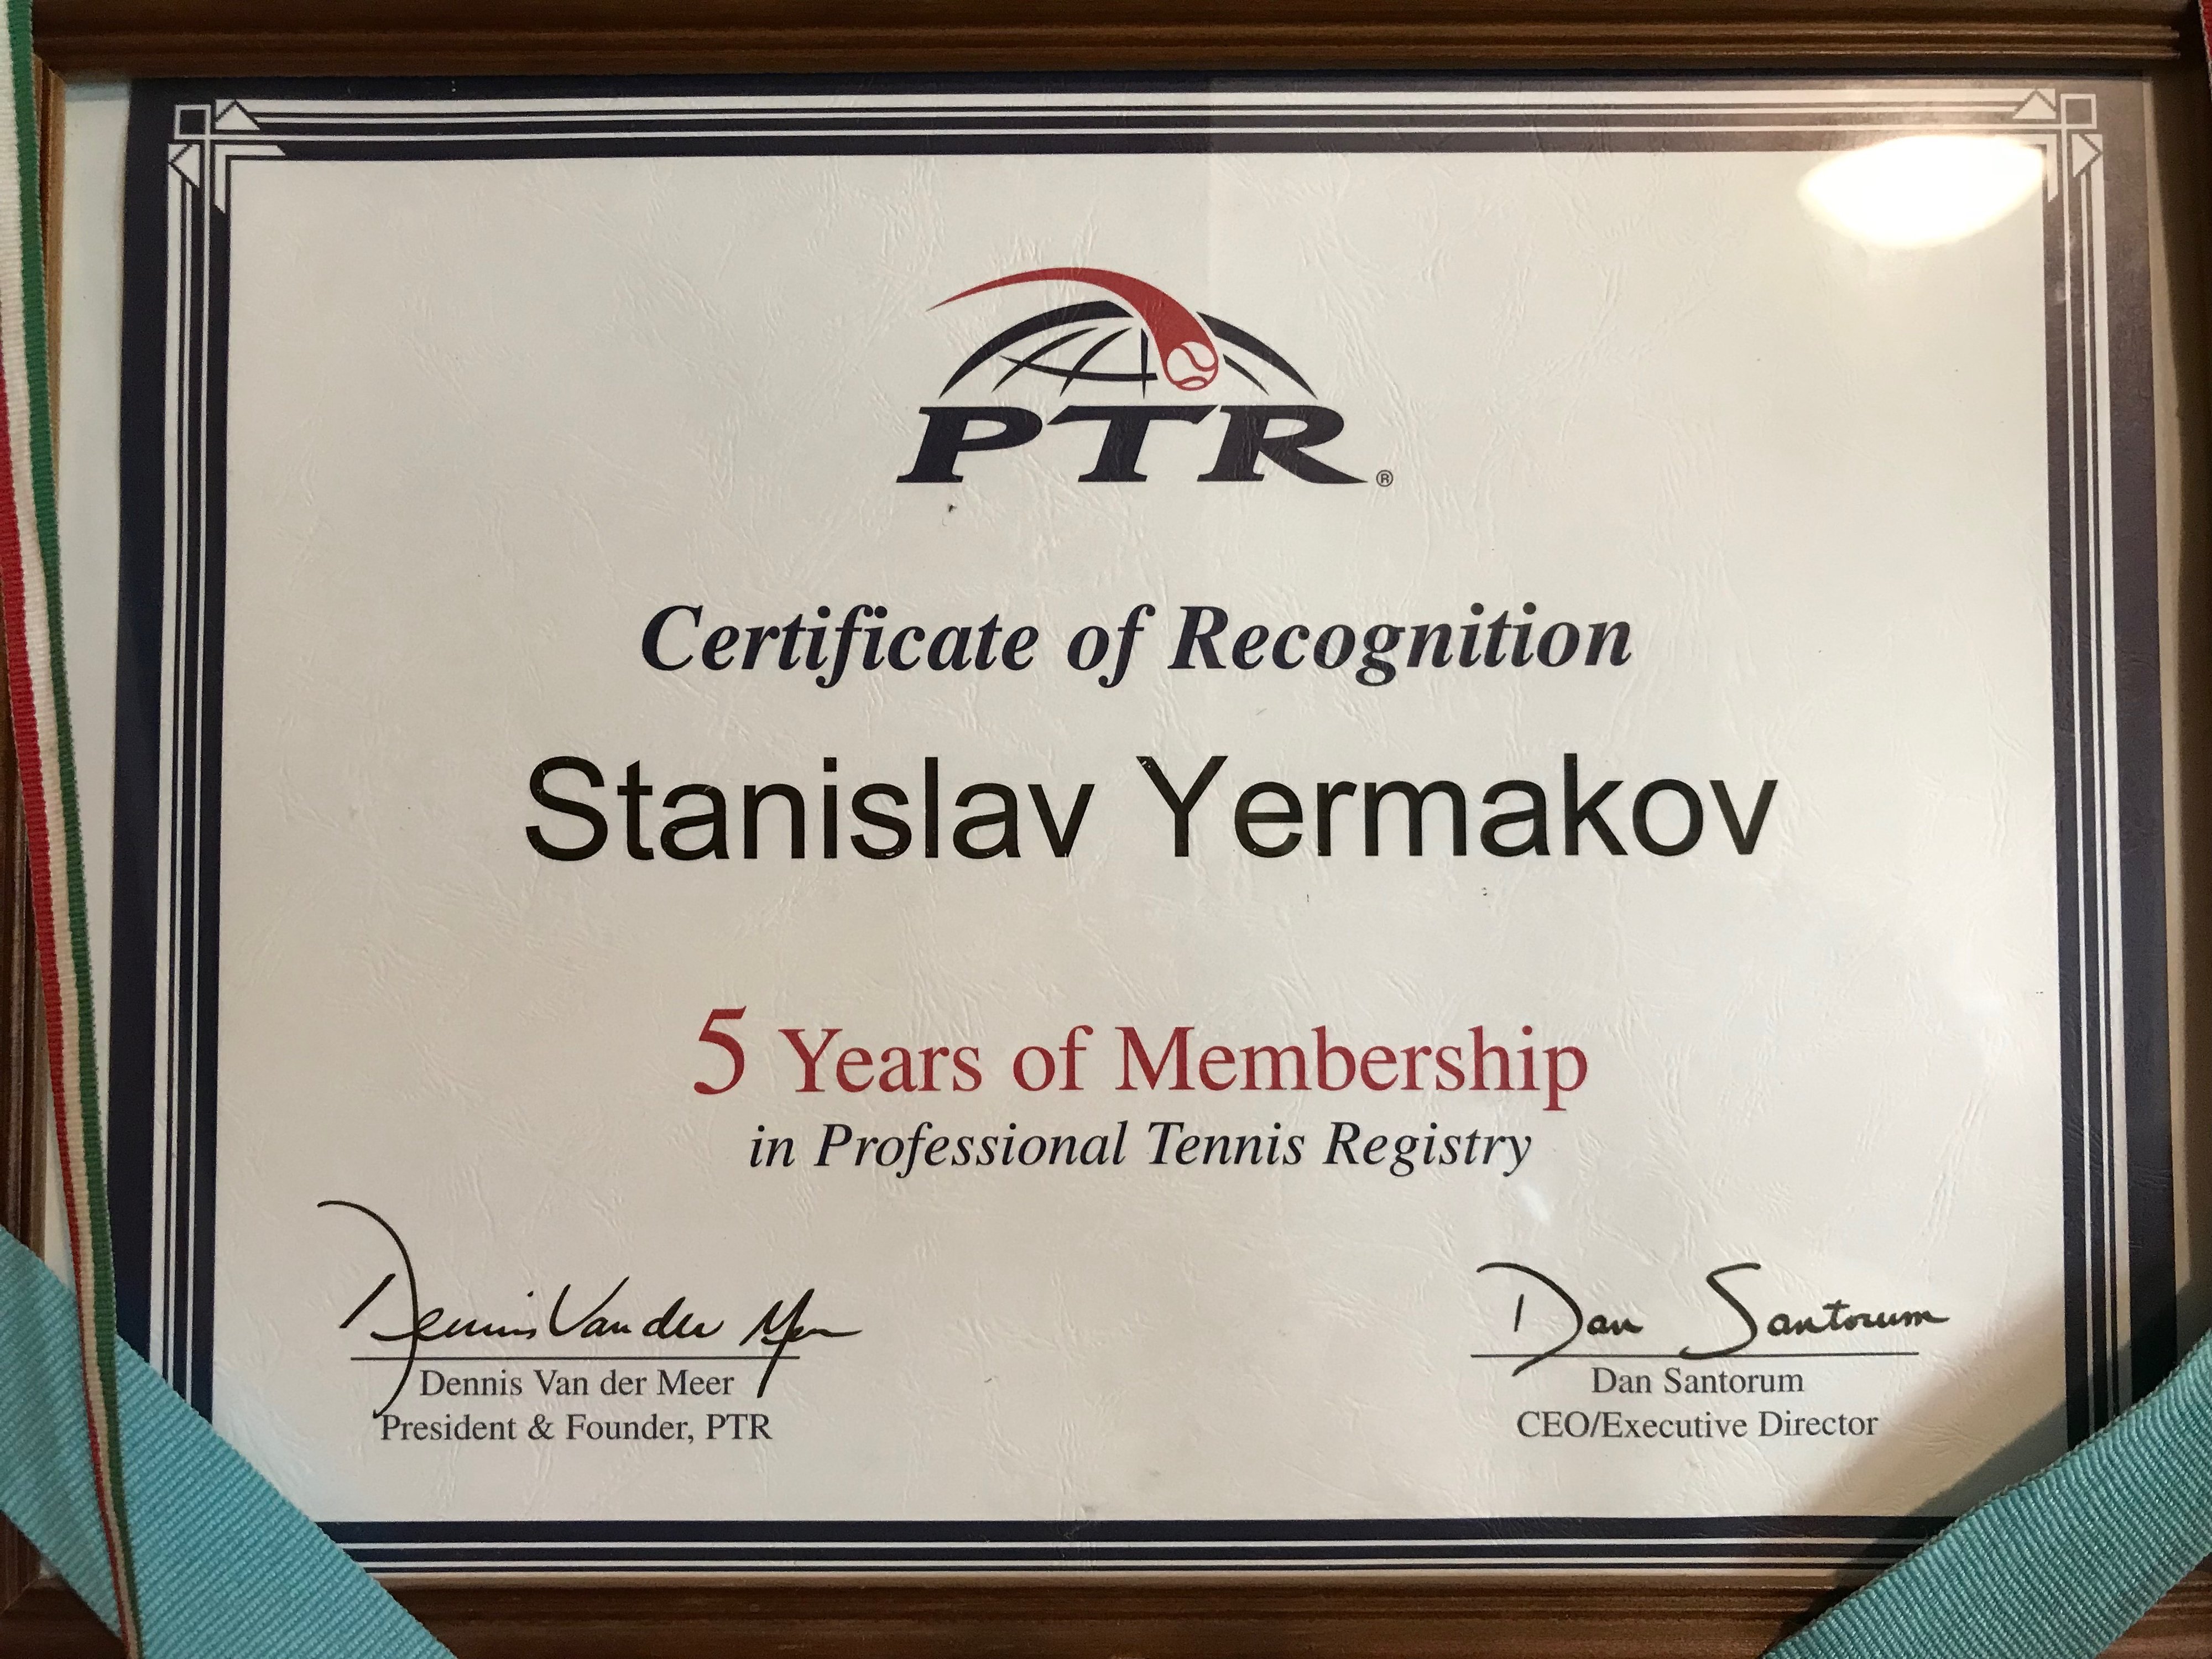 PTR®
Certificate of Recognition
Stanislav Yermakov
5 Years of Membership
in Professional Tennis Registry
Dennis Van der Meer
Dan Santorum
Dennis Van der Meer
President & Founder, PTR
Dan Santorum
CEO/Executive Director